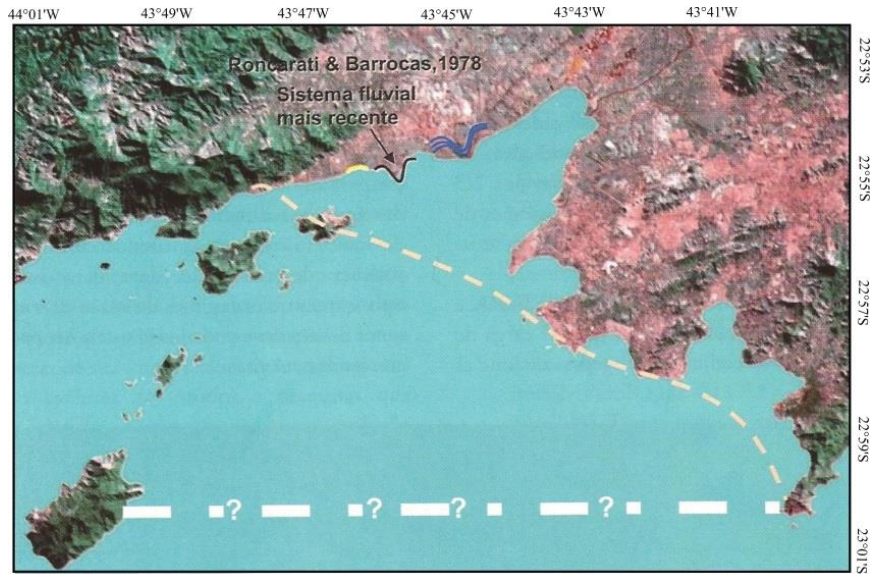 44°01'W 43°49'W 43°47'W 43°45'W 43°43'W 43°41'W
22°53'S
Roncarati & Barrocas,1978
Sistema fluvial
mais recente
22°55'S
22°57'S
22°59'S
? ? ? ?
23°01'S